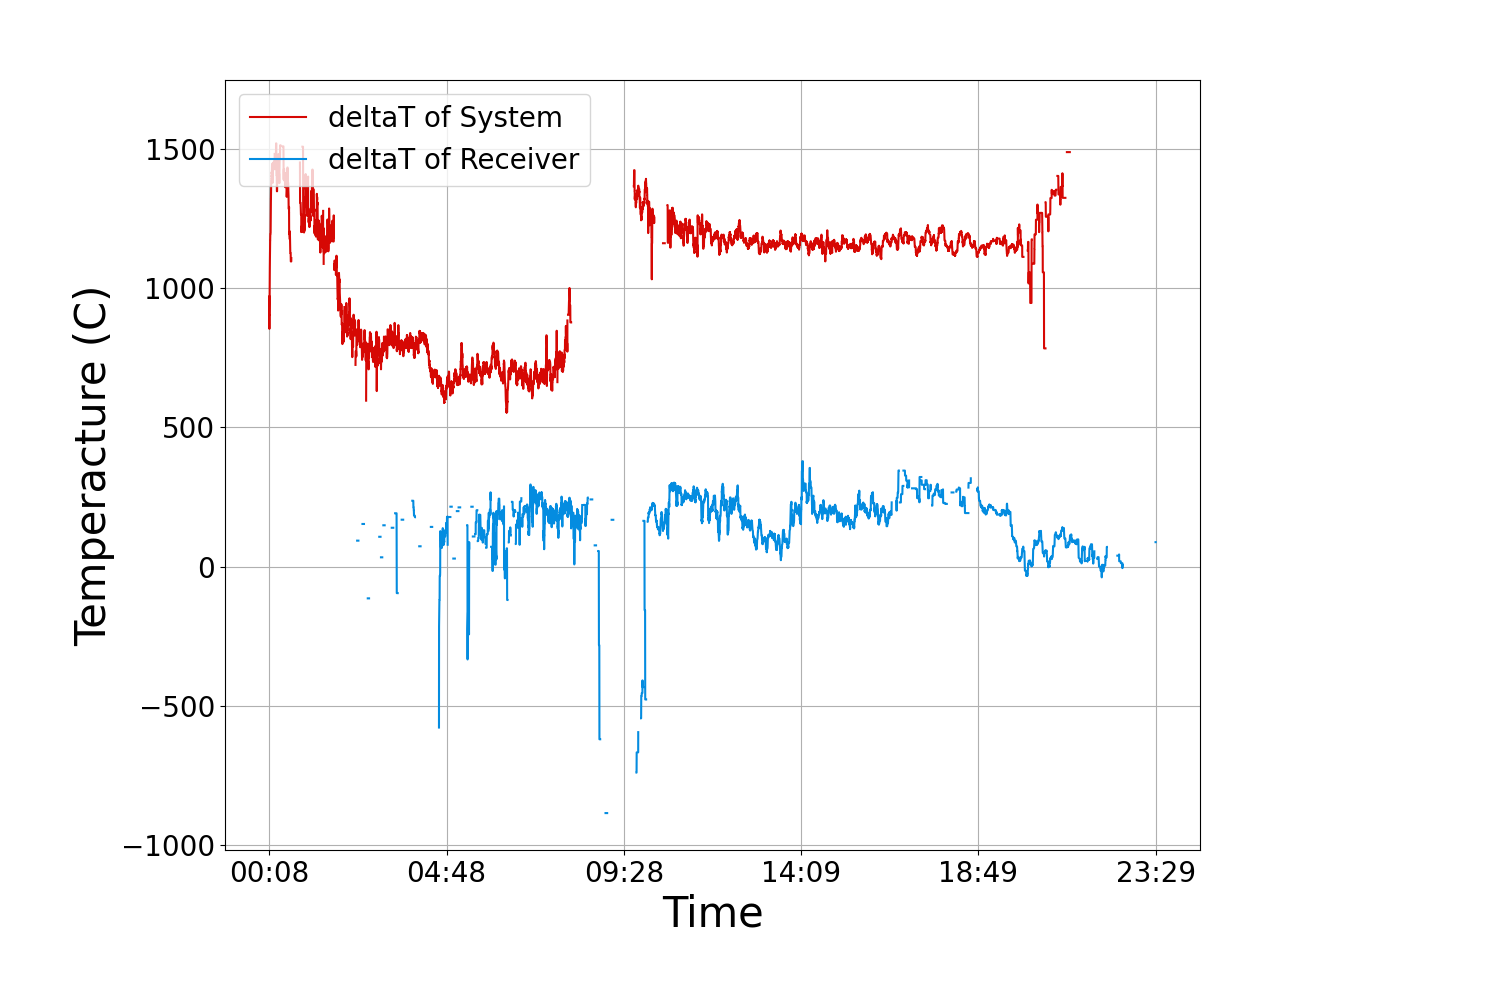 deltaT of System
deltaT of Receiver
Temperacture (C)
1500
1000
500
0
−500
−1000
00:08 04:48 09:28 14:09 18:49 23:29
Time